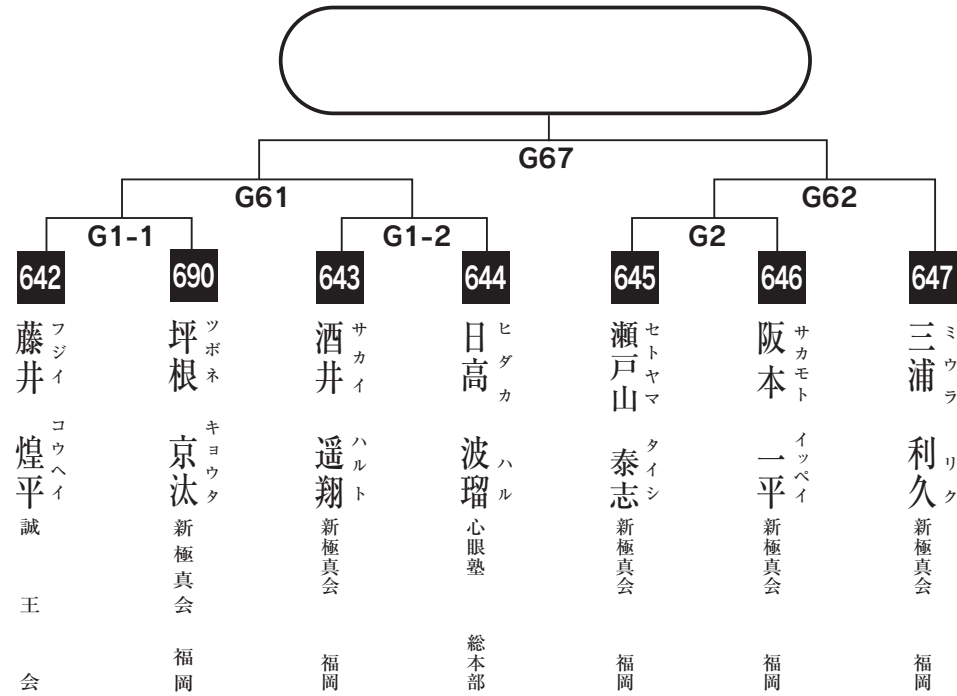 G67
G61
G62
G1-1
G1-2
G2
642
690
643
644
645
646
647
藤井 煌平
フジイ コウヘイ
誠王会
坪根 京汰
ツボネ キョウタ
新極真会 福岡
酒井 遥翔
サカイ ハルト
新極真会 福岡
日高 波瑠
ヒダカ ハル
心眼塾 総本部
瀬戸山 泰志
セトヤマ タイシ
新極真会 福岡
阪本 一平
サカモト イッペイ
新極真会 福岡
三浦 利久
ミウラ リク
新極真会 福岡